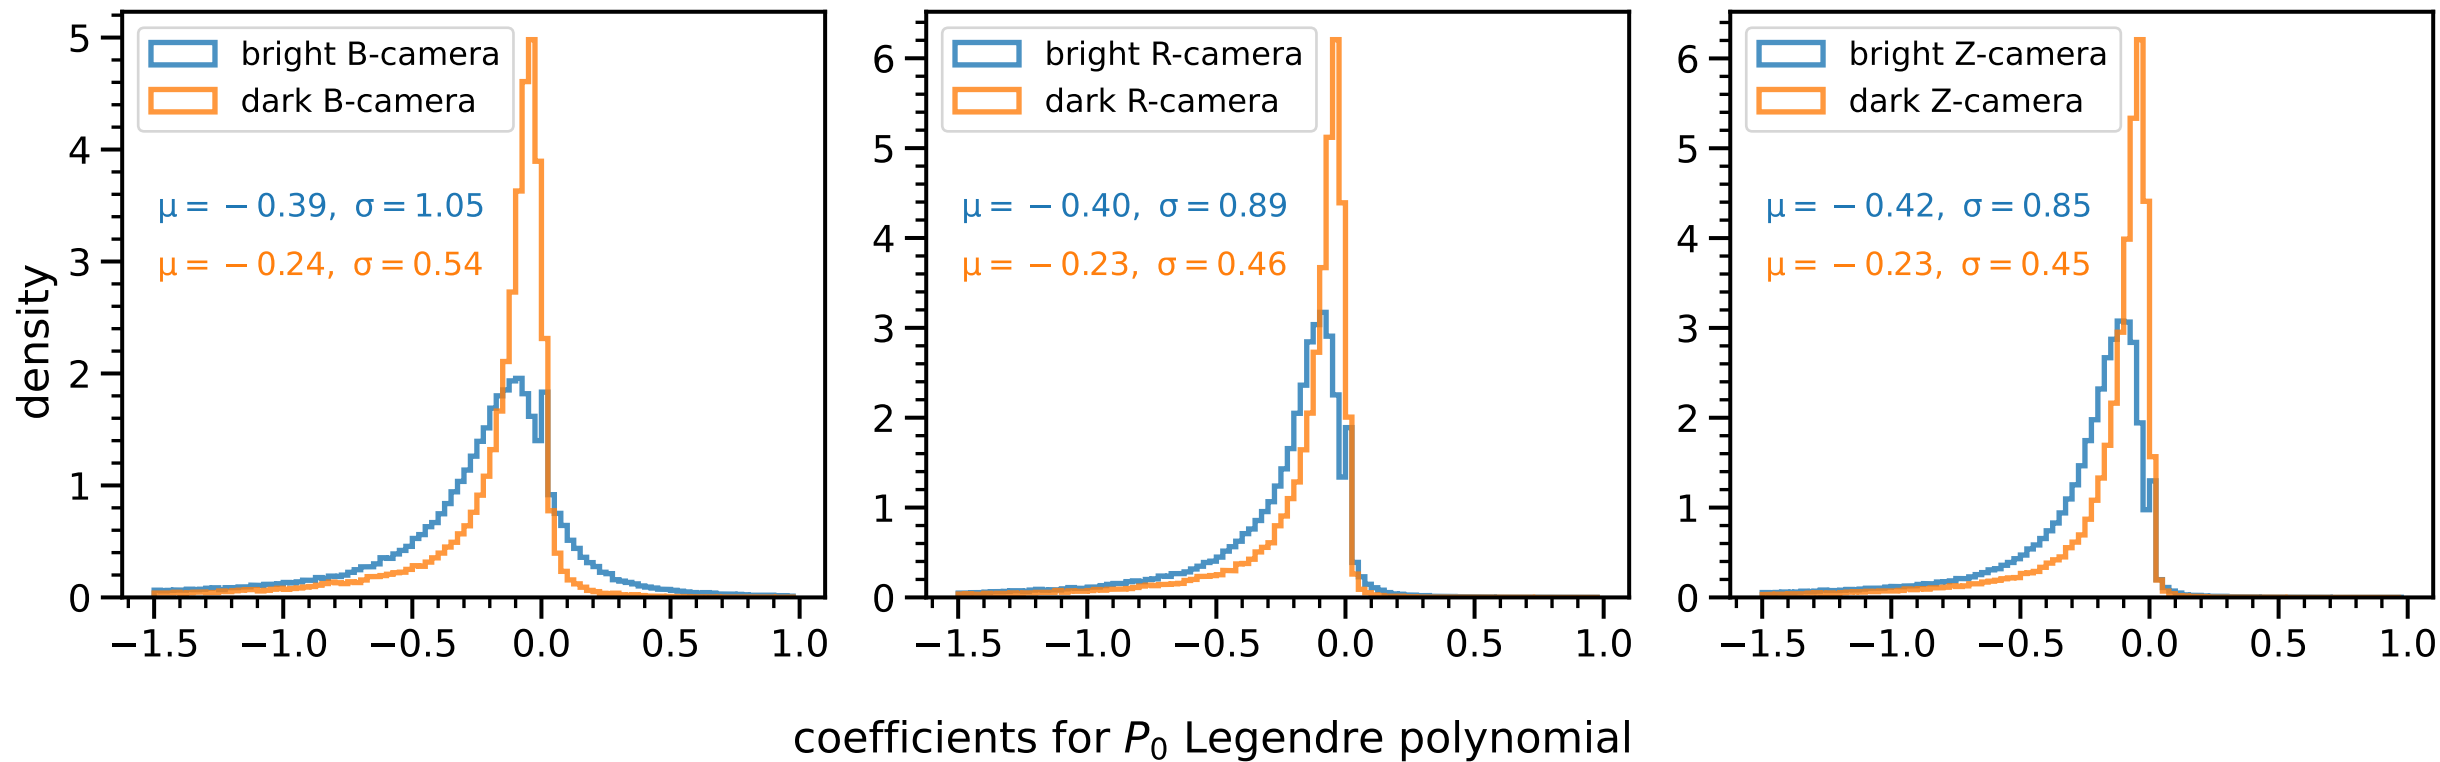 density
5
4
3
2
1
0
bright B-camera
dark B-camera
μ = − 0.39, σ = 1.05
μ = − 0.24, σ = 0.54
−1.5 −1.0 −0.5 0.0 0.5 1.0
6
5
4
3
2
1
0
bright R-camera
dark R-camera
μ = − 0.40, σ = 0.89
μ = − 0.23, σ = 0.46
−1.5 −1.0 −0.5 0.0 0.5 1.0
6
5
4
3
2
1
0
bright Z-camera
dark Z-camera
μ = − 0.42, σ = 0.85
μ = − 0.23, σ = 0.45
−1.5 −1.0 −0.5 0.0 0.5 1.0
coefficients for P₀ Legendre polynomial